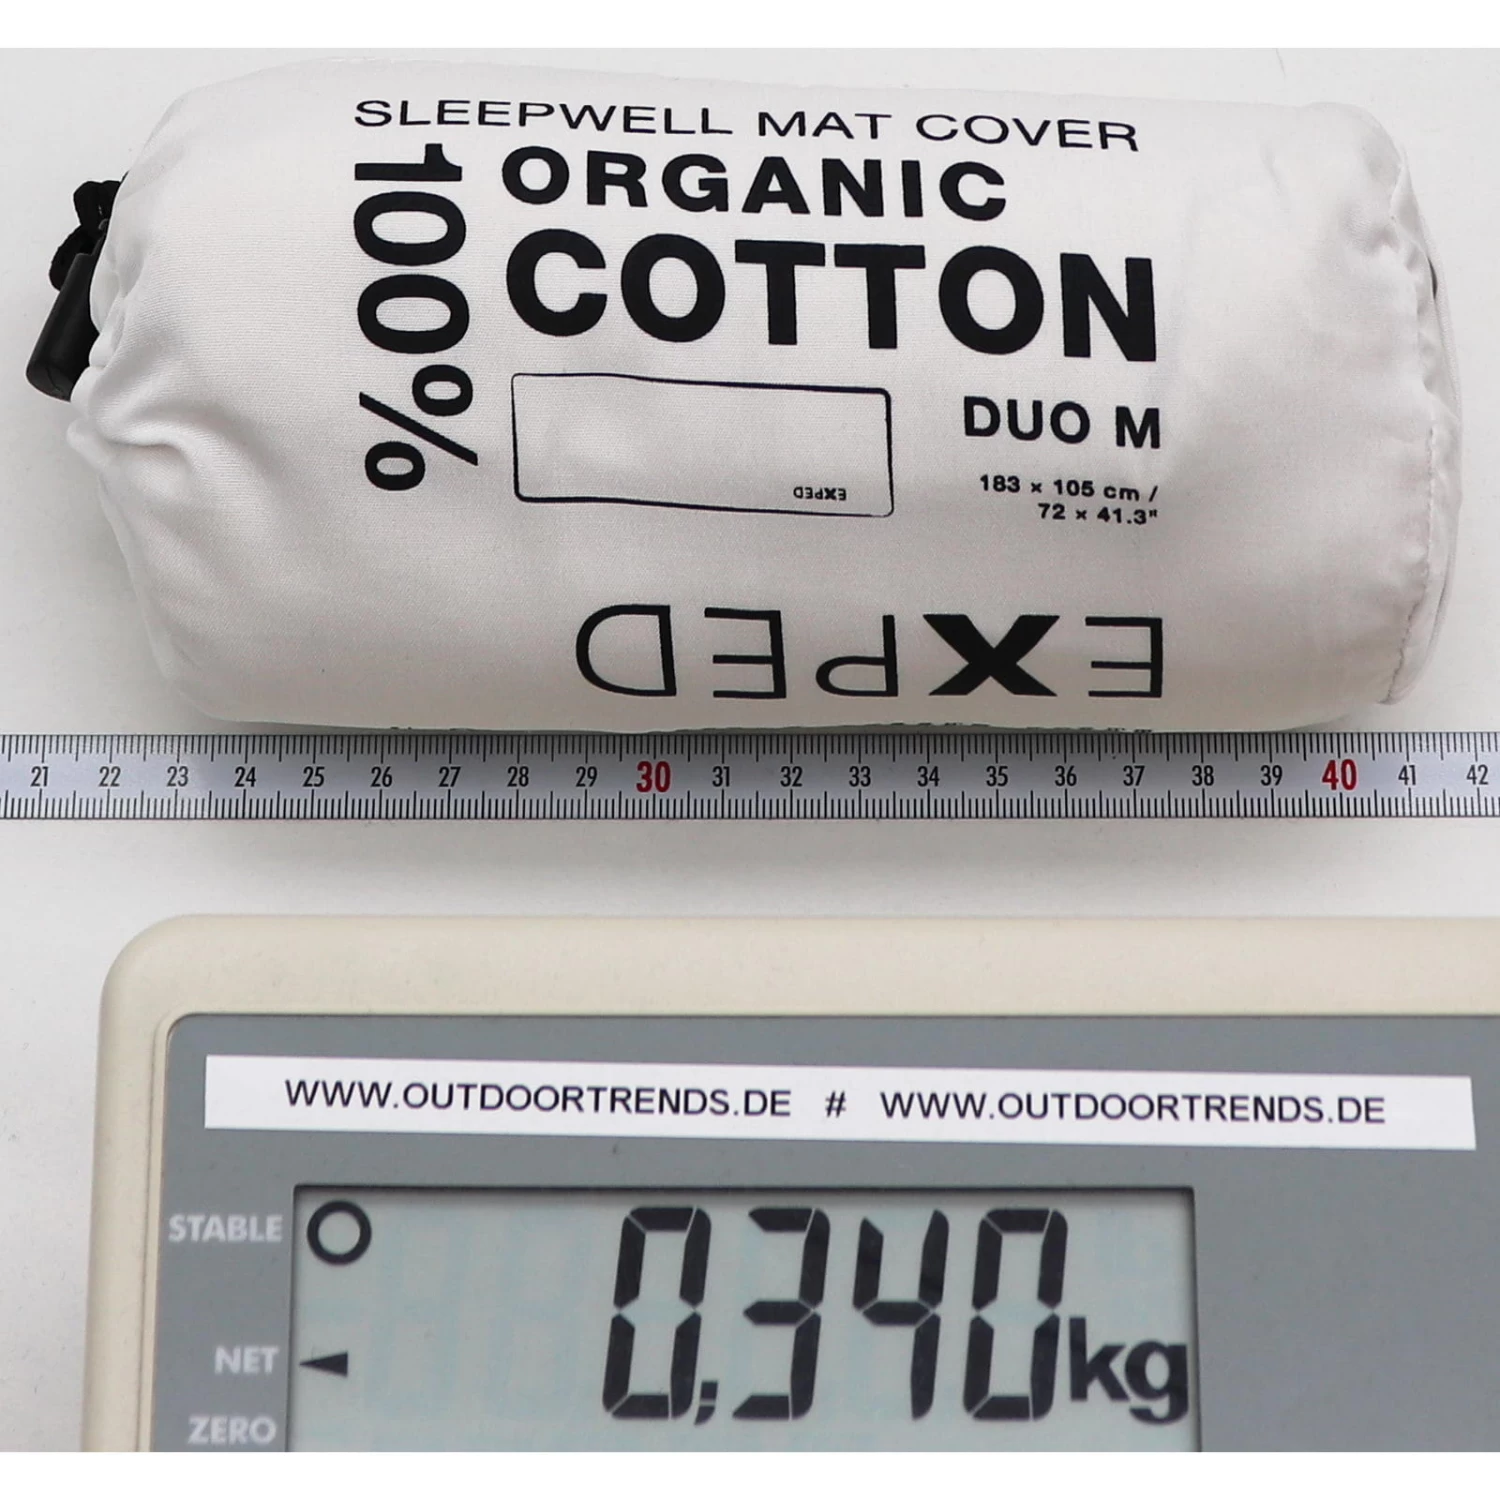 SLEEPWELL MAT COVER
100%
ORGANIC
COTTON
DUO M
183 × 105 cm /
72 × 41.3"
EXPED
EXPED
21 22 23 24 25 26 27 28 29 30 31 32 33 34 35 36 37 38 39 40 41 42
WWW.OUTDOORTRENDS.DE # WWW.OUTDOORTRENDS.DE
STABLE
0,340kg
NET
ZERO